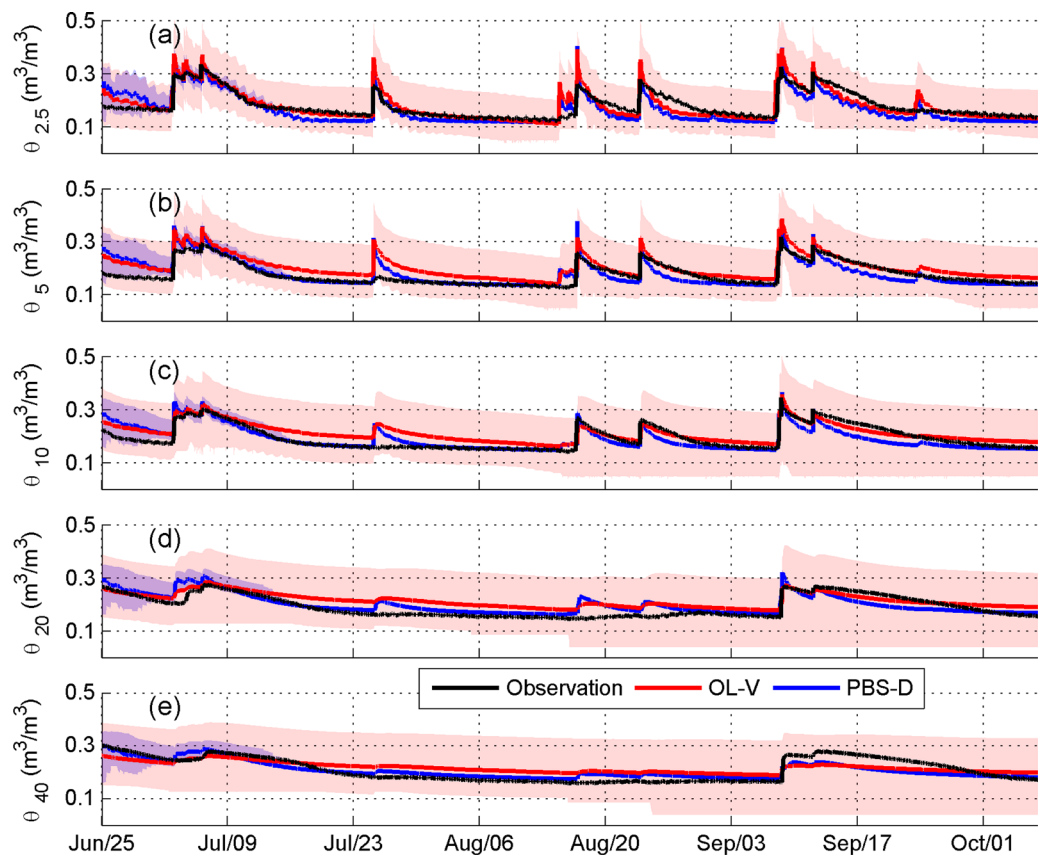 (a)
0.5
0.3
0.1
θ 2.5 (m³/m³)
(b)
0.5
0.3
0.1
θ 5 (m³/m³)
(c)
0.5
0.3
0.1
θ 10 (m³/m³)
(d)
0.5
0.3
0.1
θ 20 (m³/m³)
Observation OL-V PBS-D
(e)
0.5
0.3
0.1
θ 40 (m³/m³)
Jun/25 Jul/09 Jul/23 Aug/06 Aug/20 Sep/03 Sep/17 Oct/01